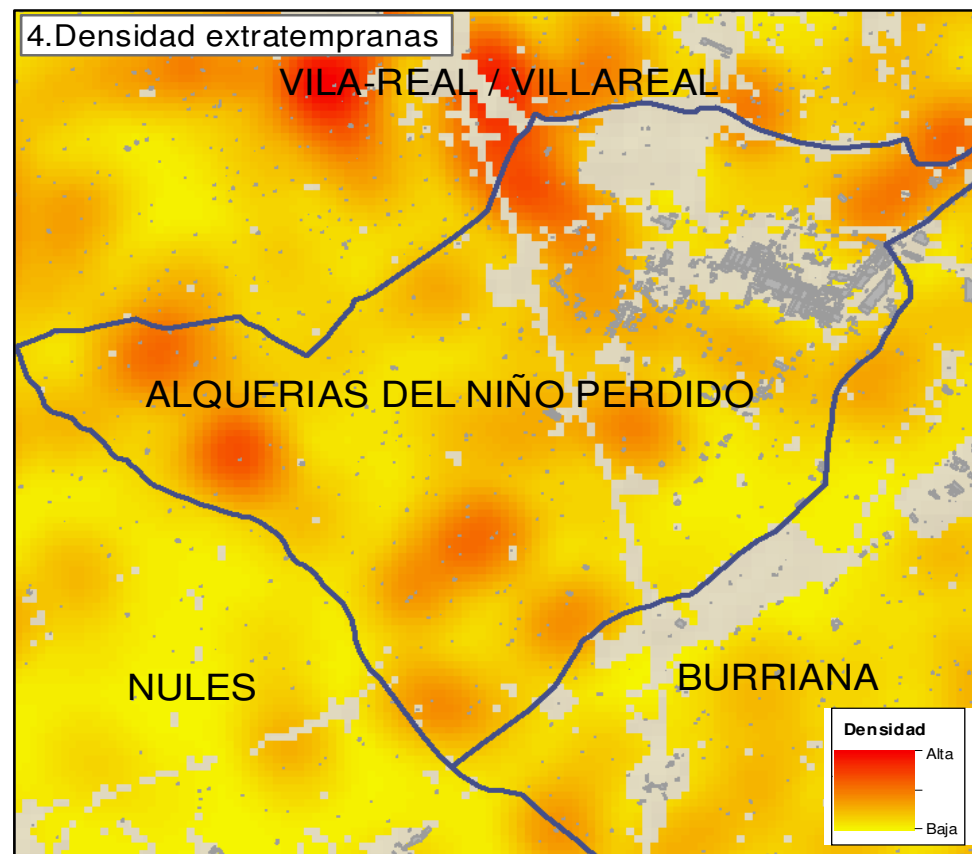 4.Densidad extratempranas
VILA-REAL / VILLAREAL
ALQUERIAS DEL NIÑO PERDIDO
NULES
BURRIANA
Densidad
Alta
Baja